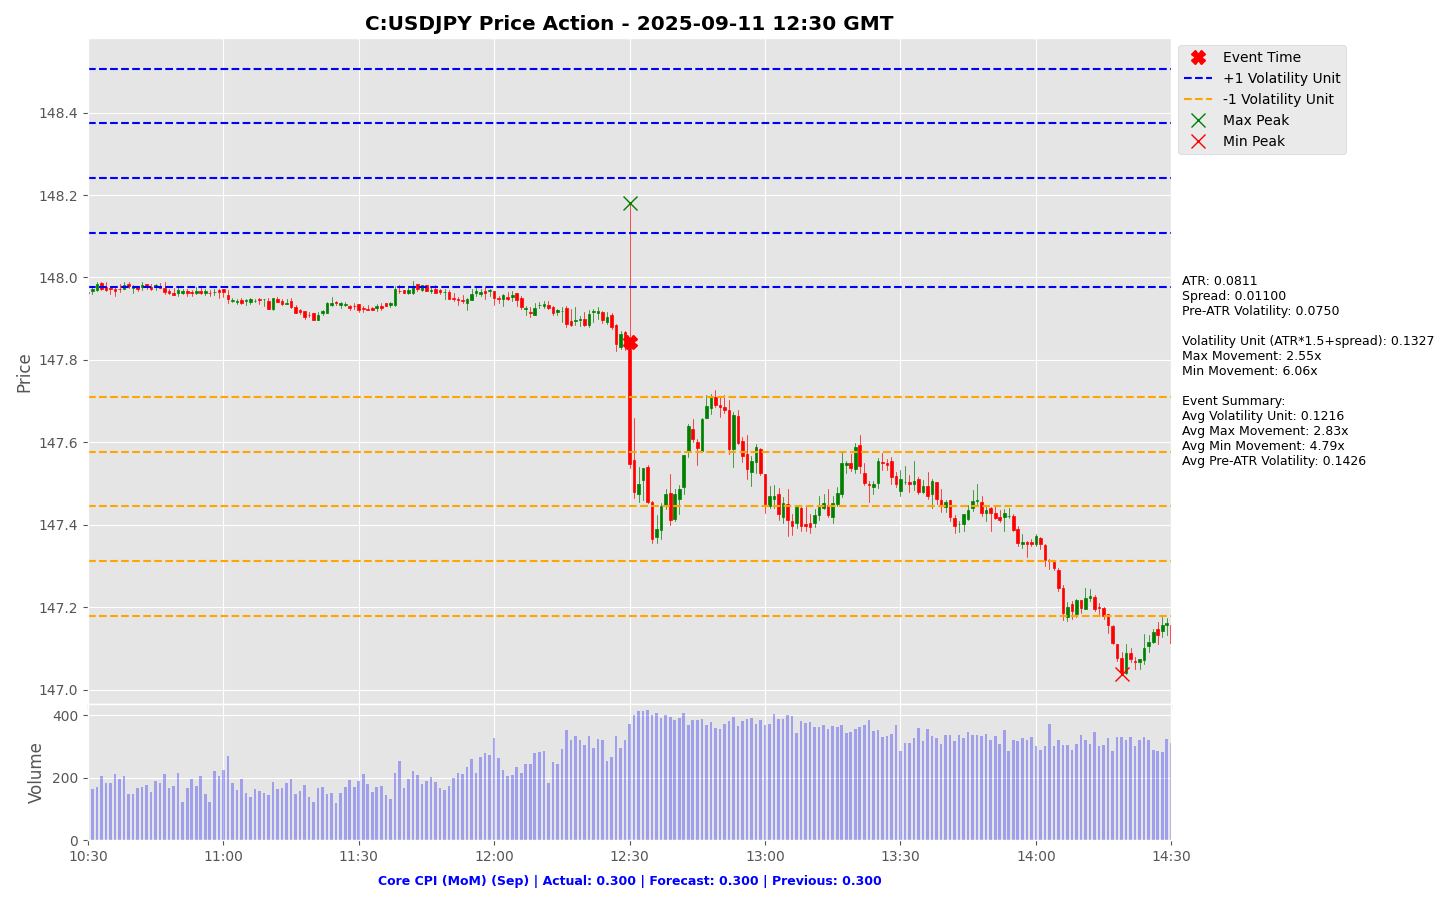 C:USDJPY Price Action - 2025-09-11 12:30 GMT
Event Time
+1 Volatility Unit
-1 Volatility Unit
Max Peak
Min Peak
148.4
148.2
148.0
147.8
147.6
147.4
147.2
147.0
Price
ATR: 0.0811
Spread: 0.01100
Pre-ATR Volatility: 0.0750
Volatility Unit (ATR*1.5+spread): 0.1327
Max Movement: 2.55x
Min Movement: 6.06x
Event Summary:
Avg Volatility Unit: 0.1216
Avg Max Movement: 2.83x
Avg Min Movement: 4.79x
Avg Pre-ATR Volatility: 0.1426
400
200
0
Volume
10:30 11:00 11:30 12:00 12:30 13:00 13:30 14:00 14:30
Core CPI (MoM) (Sep) | Actual: 0.300 | Forecast: 0.300 | Previous: 0.300